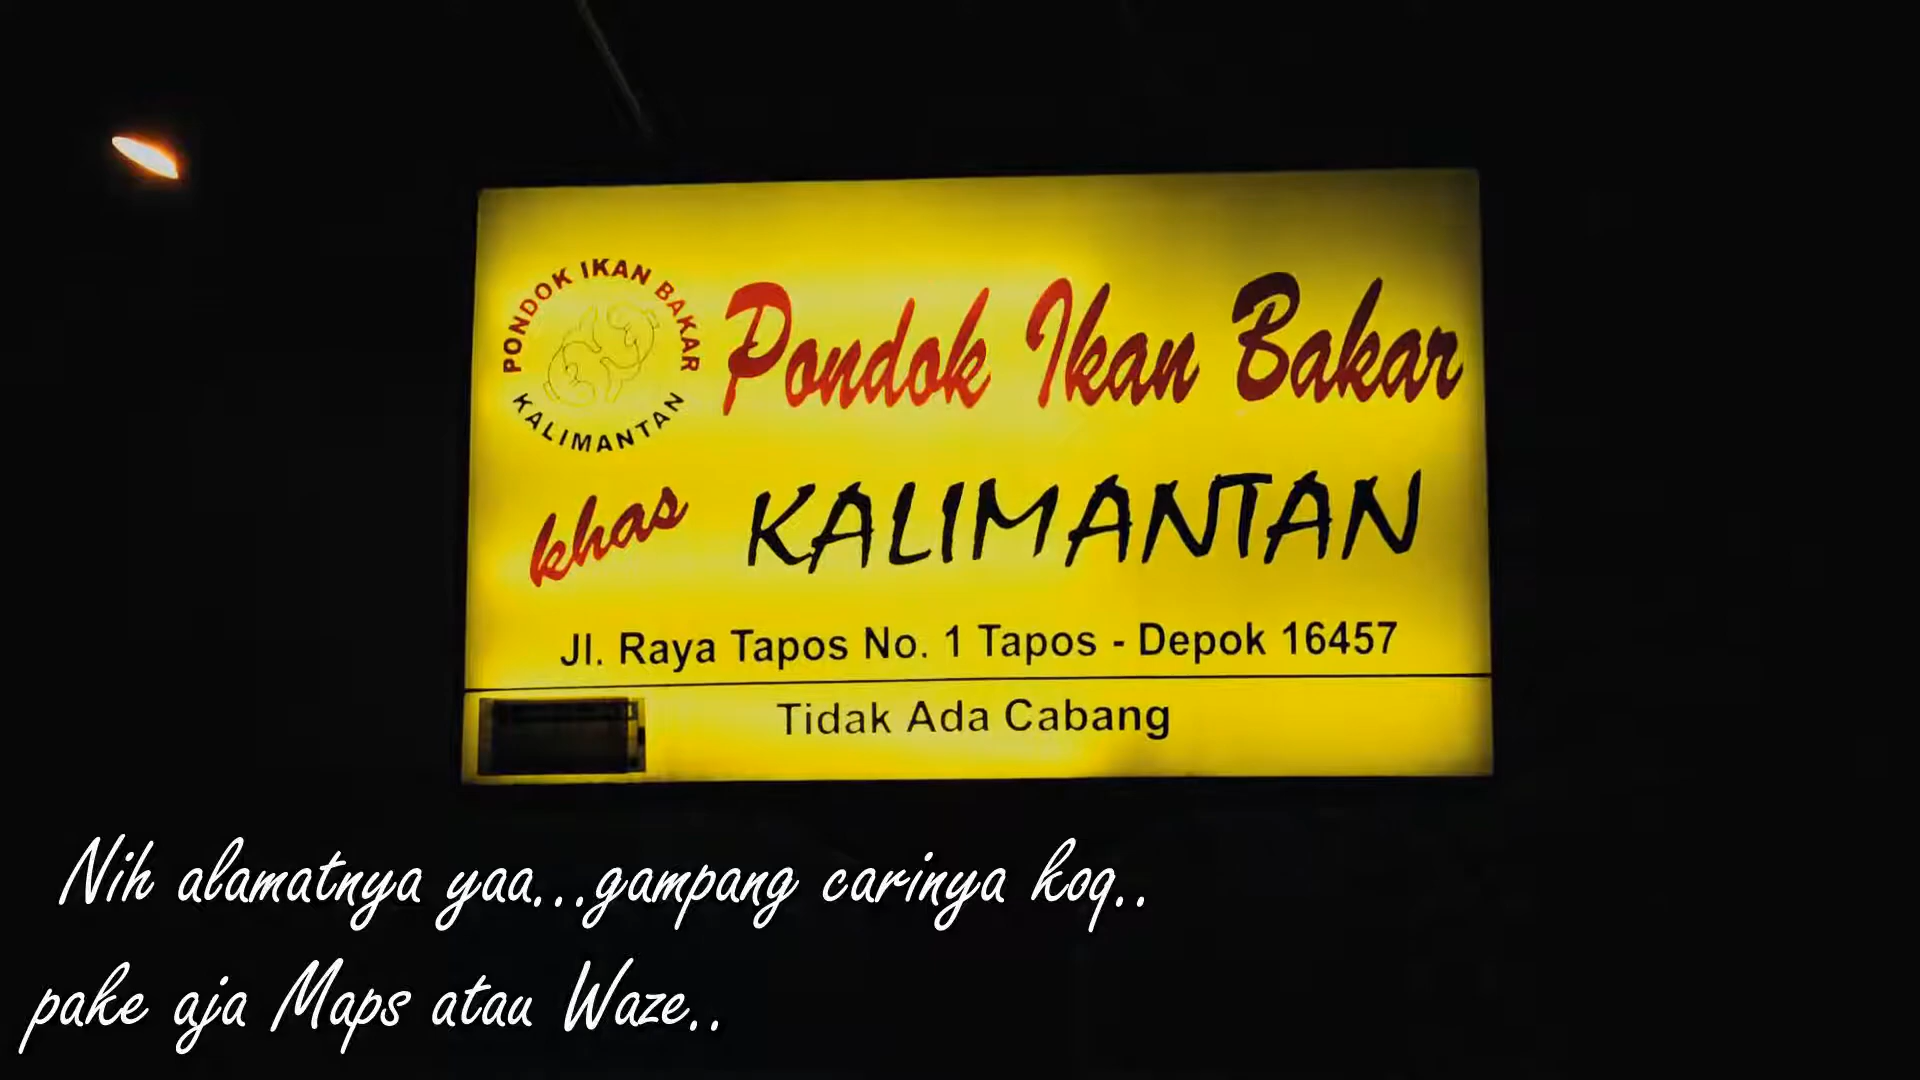 PONDOK IKAN BAKAR
KALIMANTAN
Pondok Ikan Bakar
khas KALIMANTAN
Jl. Raya Tapos No. 1 Tapos - Depok 16457
Tidak Ada Cabang
Nih alamatnya yaa...gampang carinya koq..
pake aja Maps atau Waze..